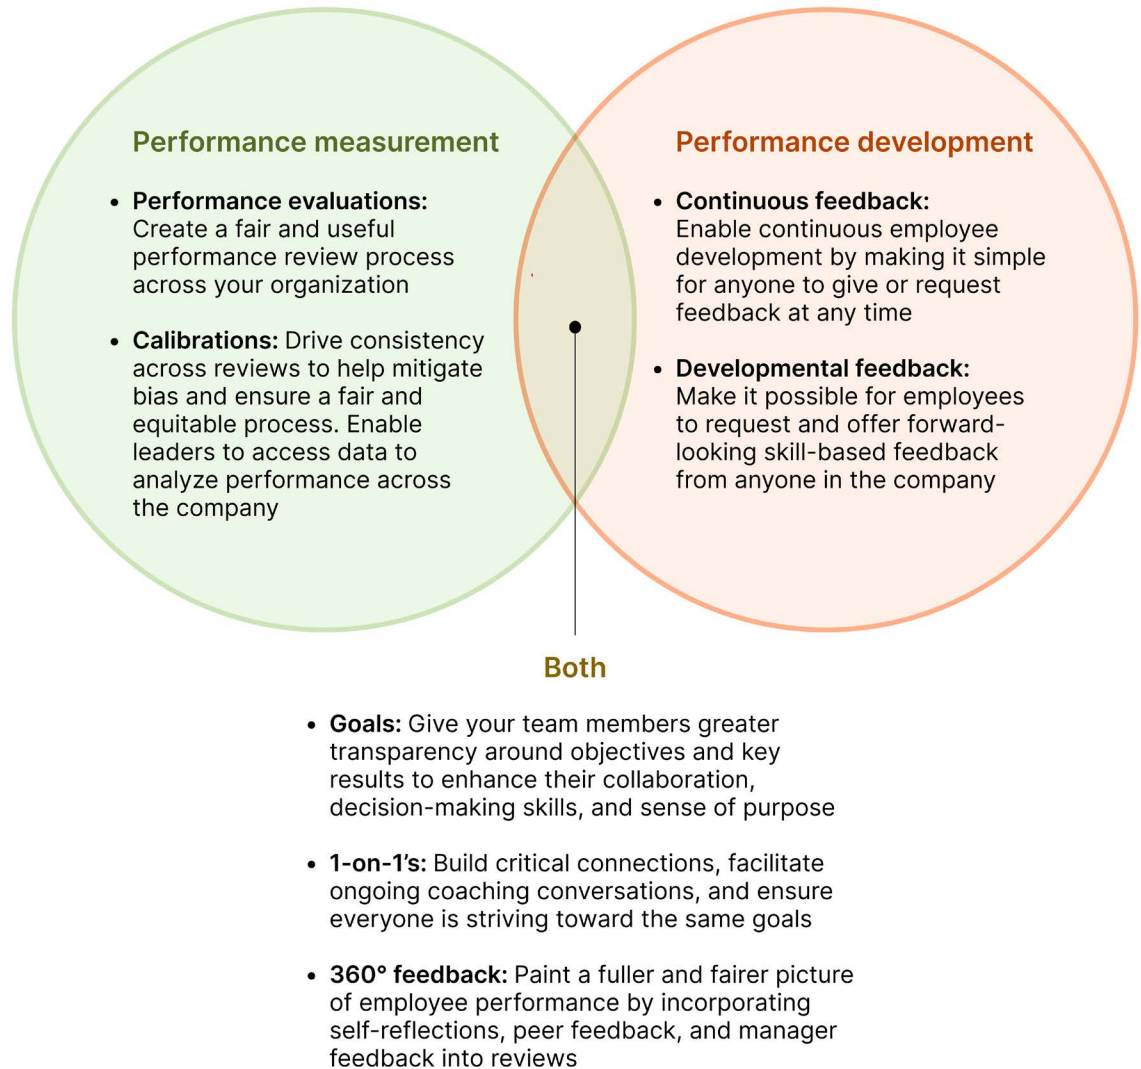 Performance measurement
• Performance evaluations:
Create a fair and useful
performance review process
across your organization
• Calibrations: Drive consistency
across reviews to help mitigate
bias and ensure a fair and
equitable process. Enable
leaders to access data to
analyze performance across
the company
Performance development
• Continuous feedback:
Enable continuous employee
development by making it simple
for anyone to give or request
feedback at any time
• Developmental feedback:
Make it possible for employees
to request and offer forward-
looking skill-based feedback
from anyone in the company
Both
• Goals: Give your team members greater
transparency around objectives and key
results to enhance their collaboration,
decision-making skills, and sense of purpose
• 1-on-1’s: Build critical connections, facilitate
ongoing coaching conversations, and ensure
everyone is striving toward the same goals
• 360° feedback: Paint a fuller and fairer picture
of employee performance by incorporating
self-reflections, peer feedback, and manager
feedback into reviews